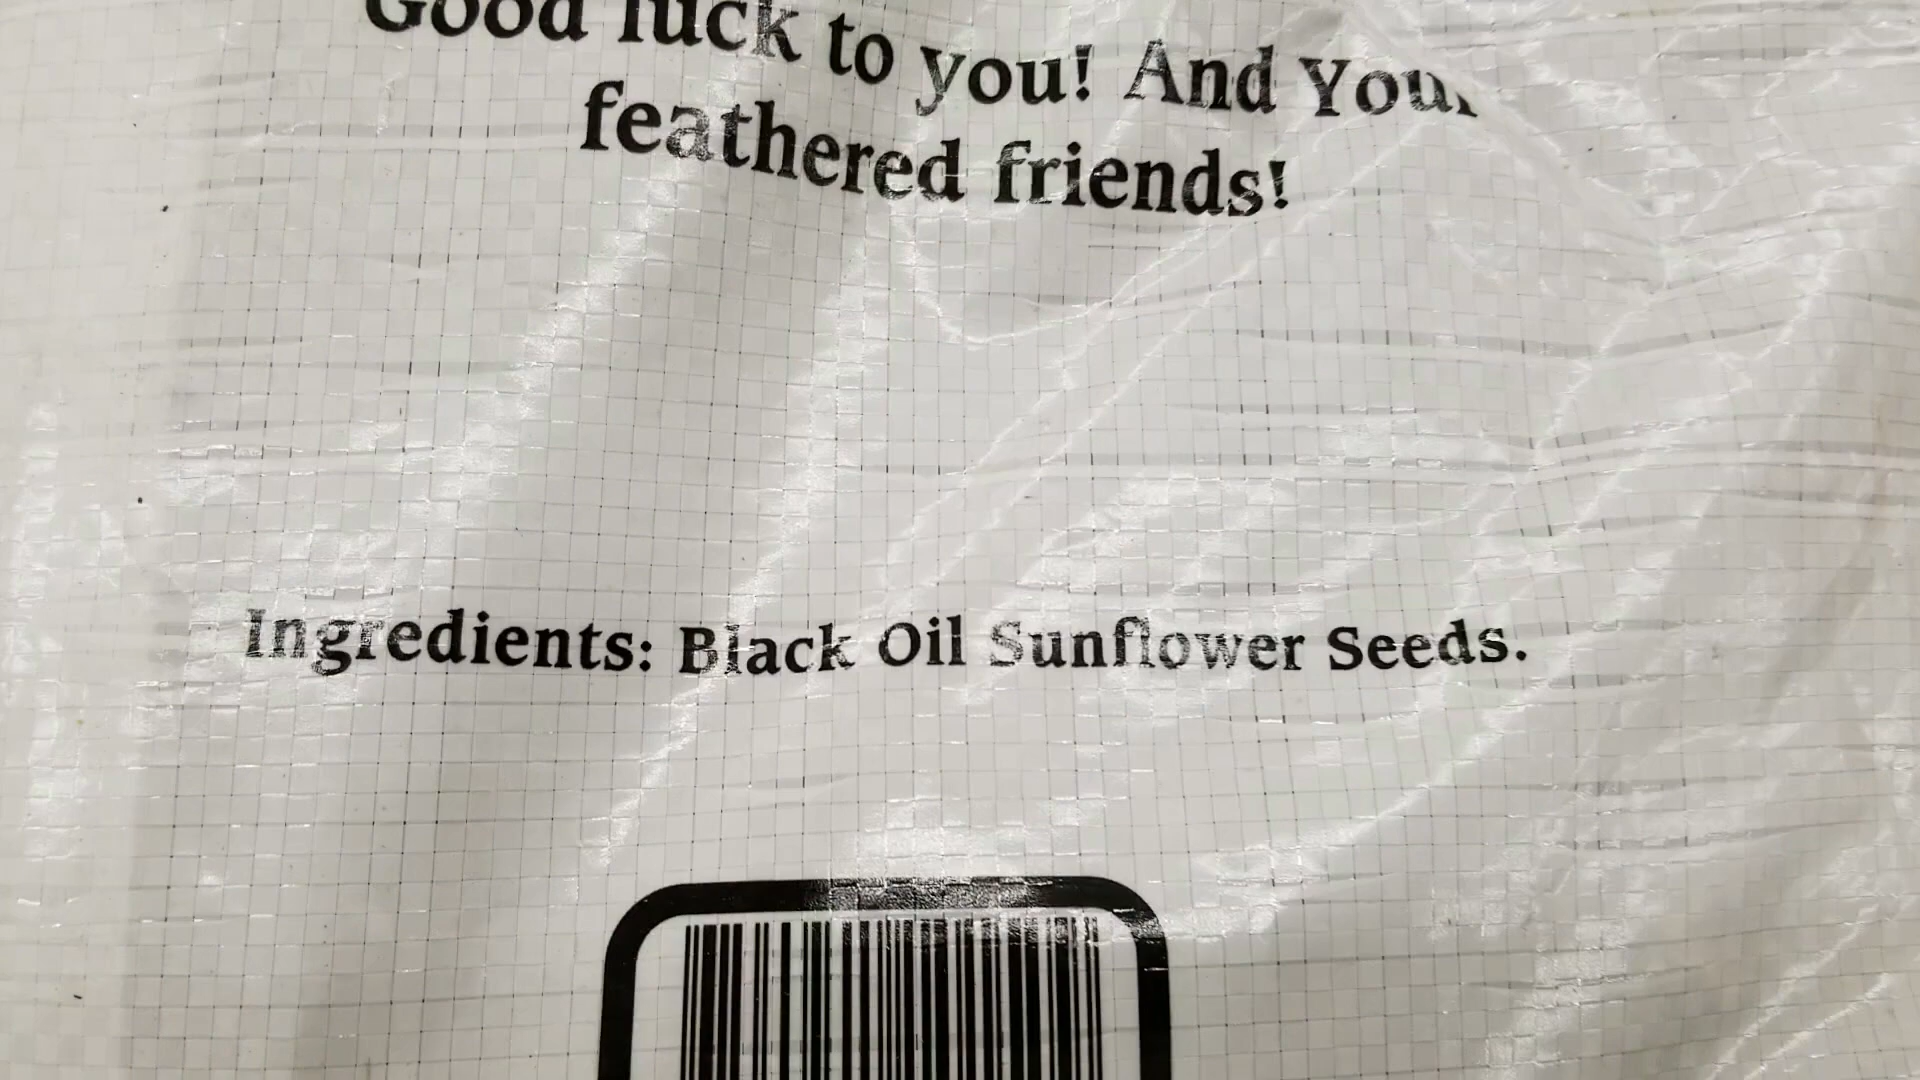 Good luck to you! And Your
feathered friends!
Ingredients: Black Oil Sunflower Seeds.